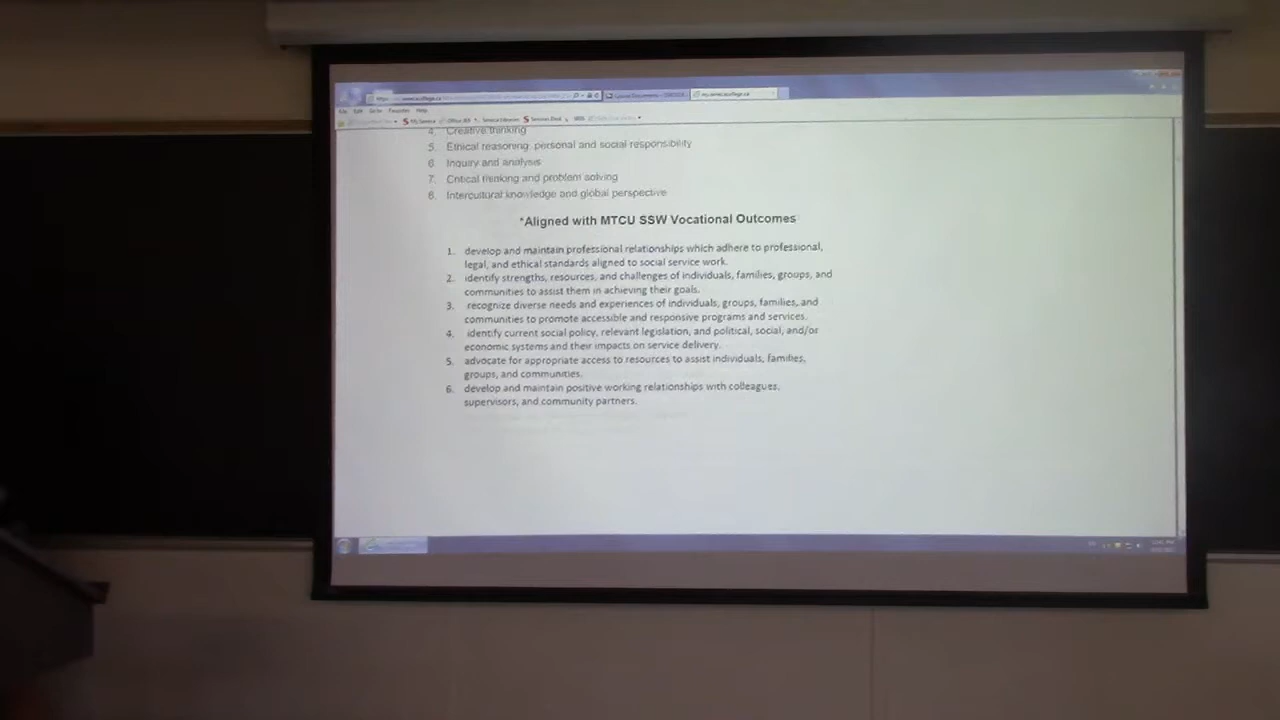 4. Creative thinking
5. Ethical reasoning, personal and social responsibility
6. Inquiry and analysis
7. Critical thinking and problem solving
8. Intercultural knowledge and global perspective
*Aligned with MTCU SSW Vocational Outcomes
1. develop and maintain professional relationships which adhere to professional,
legal, and ethical standards aligned to social service work.
2. identify strengths, resources, and challenges of individuals, families, groups, and
communities to assist them in achieving their goals.
3. recognize diverse needs and experiences of individuals, groups, families, and
communities to promote accessible and responsive programs and services.
4. identify current social policy, relevant legislation, and political, social, and/or
economic systems and their impacts on service delivery.
5. advocate for appropriate access to resources to assist individuals, families,
groups, and communities.
6. develop and maintain positive working relationships with colleagues,
supervisors, and community partners.